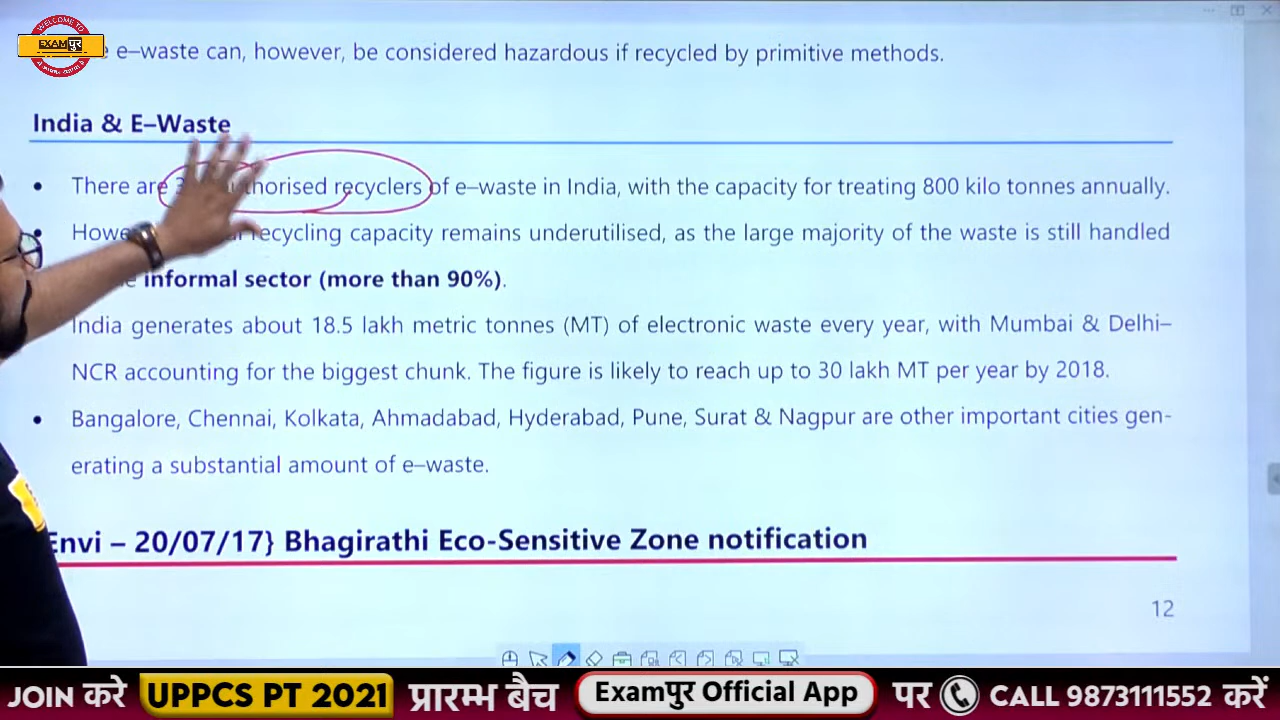 WELCOME TO
EXAMपुर
e–waste can, however, be considered hazardous if recycled by primitive methods.
India & E–Waste
• There are horised recyclers of e–waste in India, with the capacity for treating 800 kilo tonnes annually.
recycling capacity remains underutilised, as the large majority of the waste is still handled
informal sector (more than 90%).
India generates about 18.5 lakh metric tonnes (MT) of electronic waste every year, with Mumbai & Delhi–
NCR accounting for the biggest chunk. The figure is likely to reach up to 30 lakh MT per year by 2018.
• Bangalore, Chennai, Kolkata, Ahmadabad, Hyderabad, Pune, Surat & Nagpur are other important cities gen-
erating a substantial amount of e–waste.
Envi – 20/07/17} Bhagirathi Eco-Sensitive Zone notification
12
JOIN करे UPPCS PT 2021 प्रारम्भ बैच Examपुर Official App पर CALL 9873111552 करें